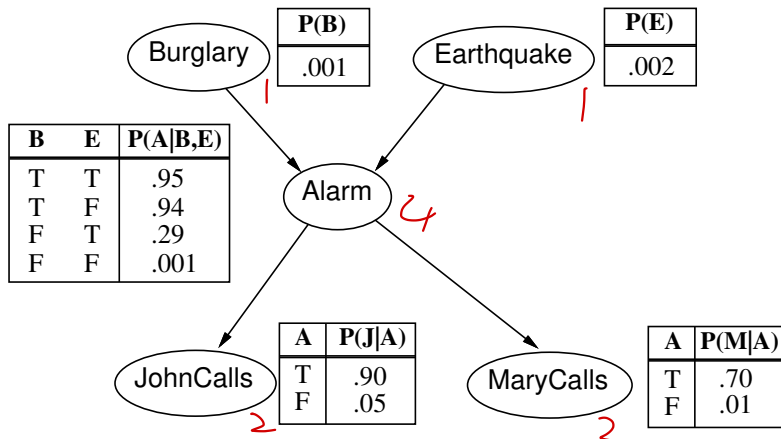 P(B)
.001
Burglary
1
P(E)
.002
Earthquake
1
B E P(A|B,E)
T T .95
T F .94
F T .29
F F .001
Alarm
4
A P(J|A)
T .90
F .05
JohnCalls
2
A P(M|A)
T .70
F .01
MaryCalls
2